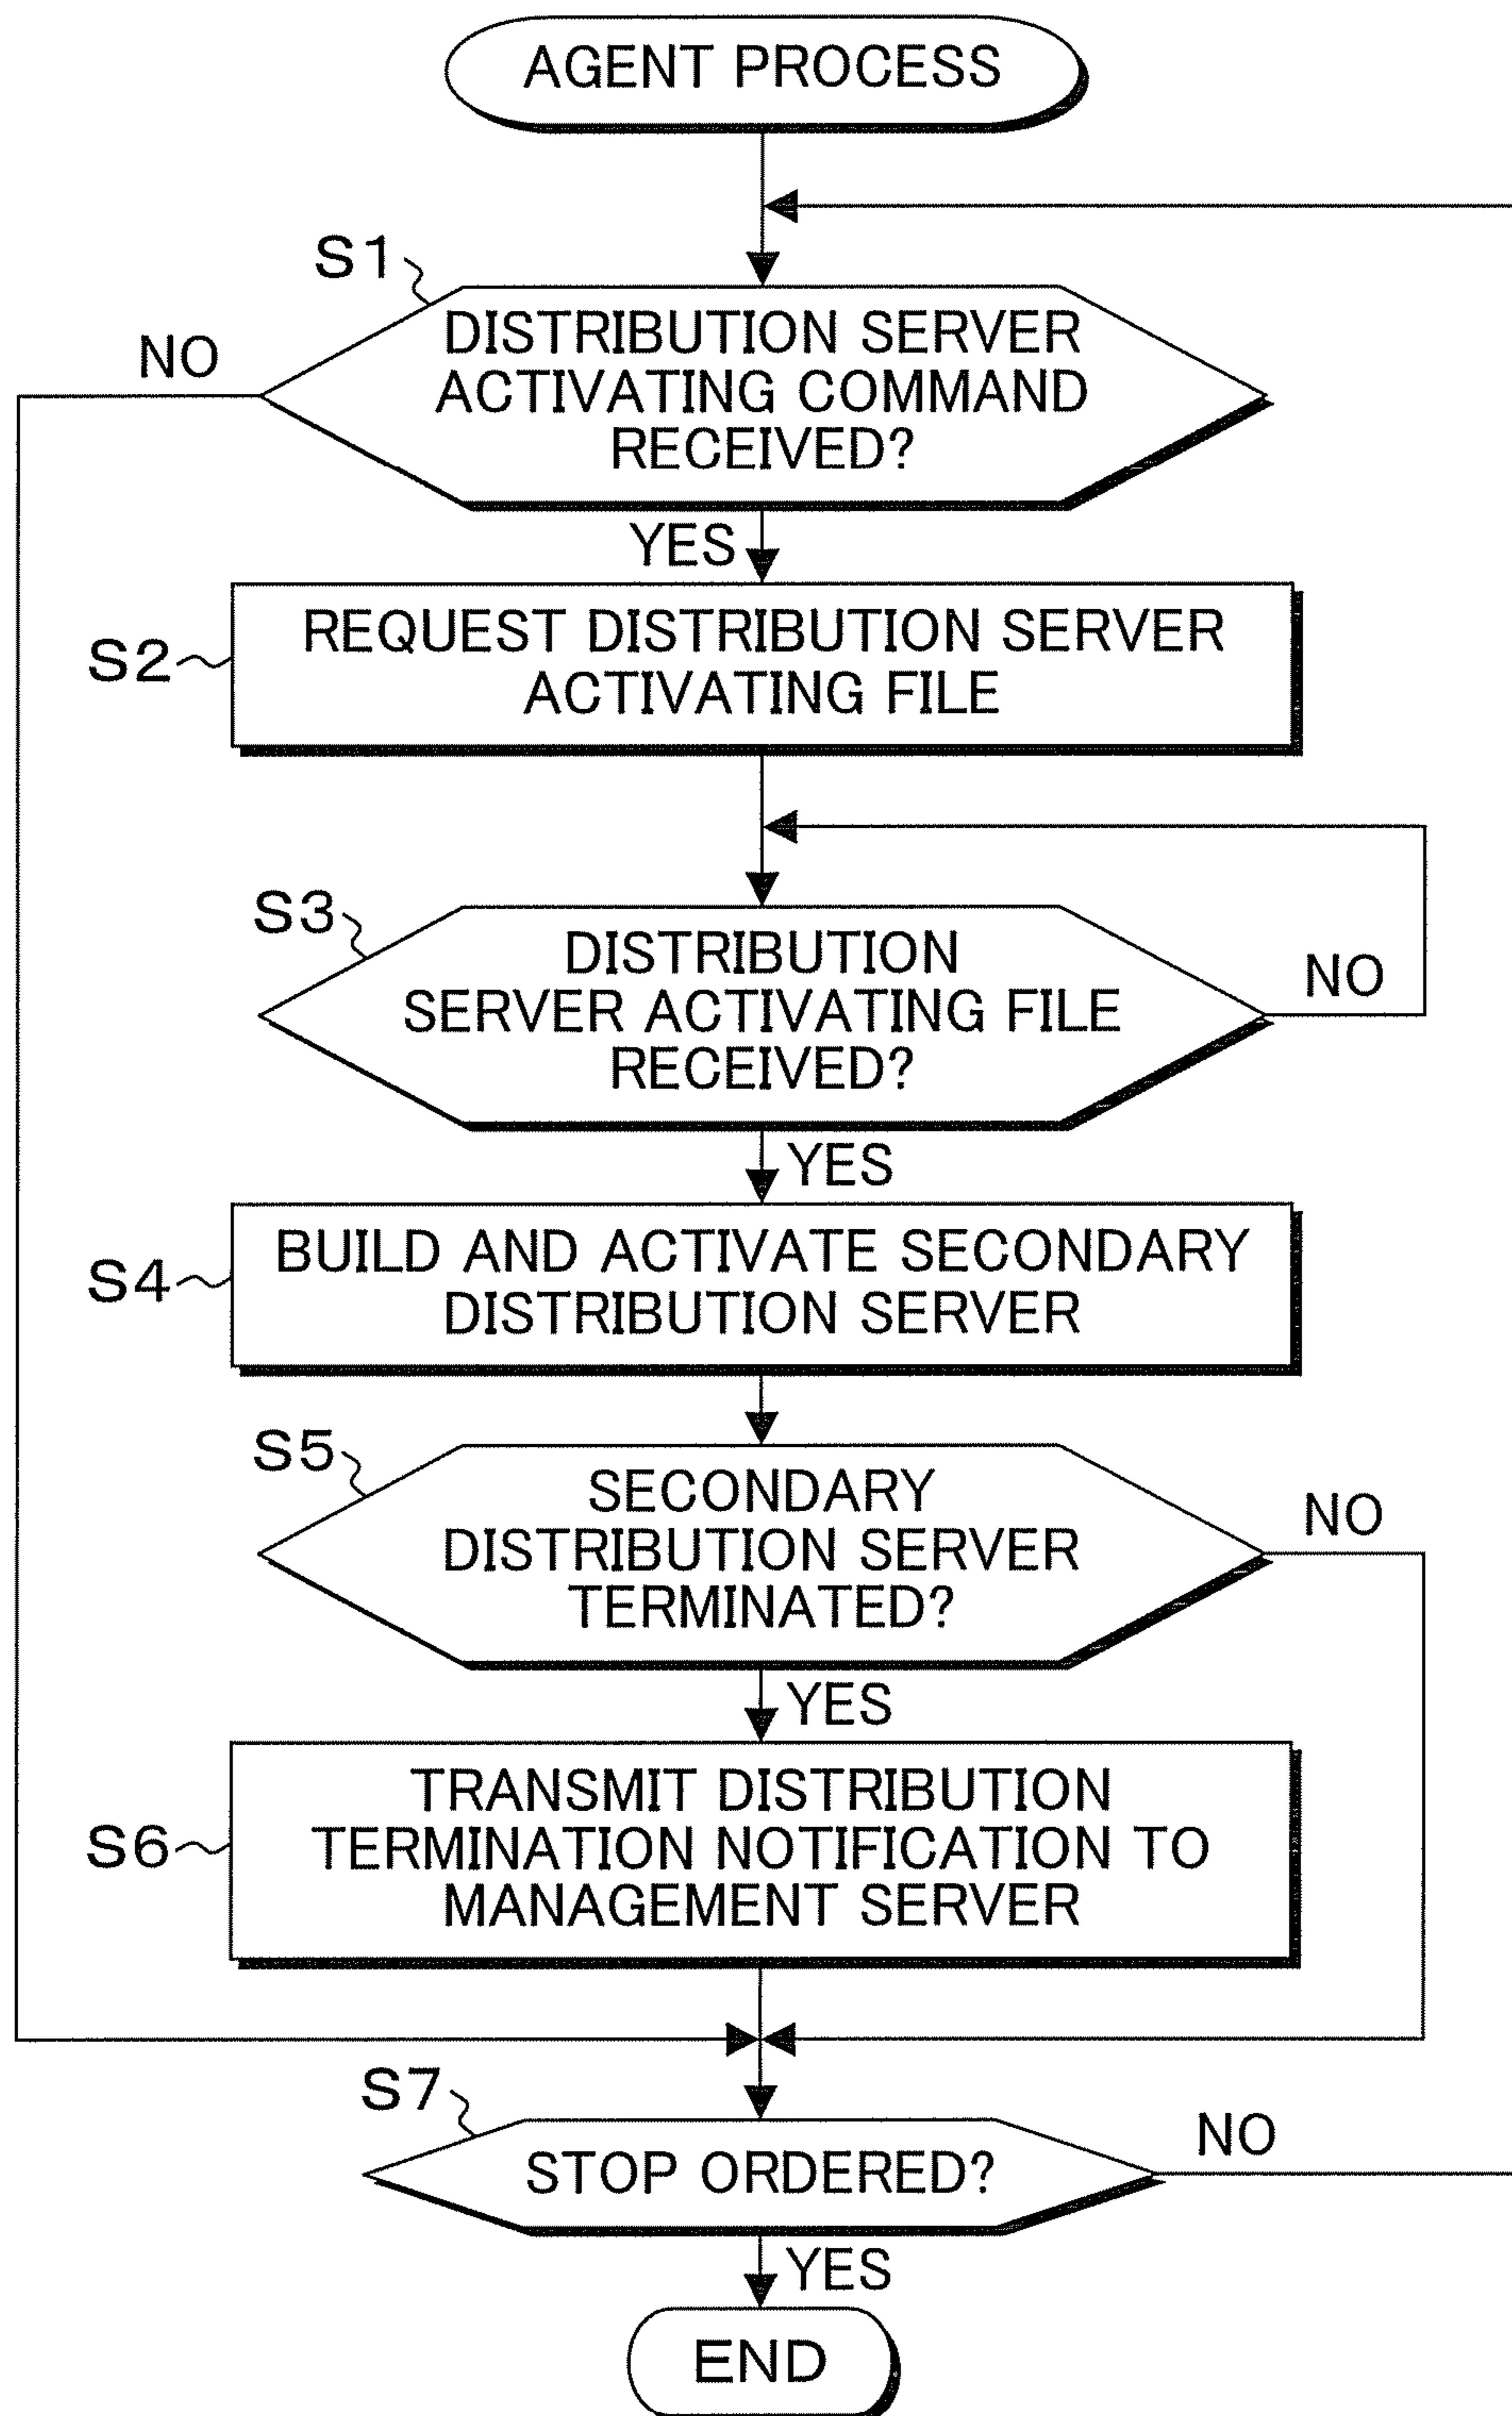 AGENT PROCESS
S1
NO
DISTRIBUTION SERVER
ACTIVATING COMMAND
RECEIVED?
YES
S2
REQUEST DISTRIBUTION SERVER
ACTIVATING FILE
S3
DISTRIBUTION
SERVER ACTIVATING FILE
RECEIVED?
NO
YES
S4
BUILD AND ACTIVATE SECONDARY
DISTRIBUTION SERVER
S5
SECONDARY
DISTRIBUTION SERVER
TERMINATED?
NO
YES
S6
TRANSMIT DISTRIBUTION
TERMINATION NOTIFICATION TO
MANAGEMENT SERVER
S7
STOP ORDERED?
NO
YES
END